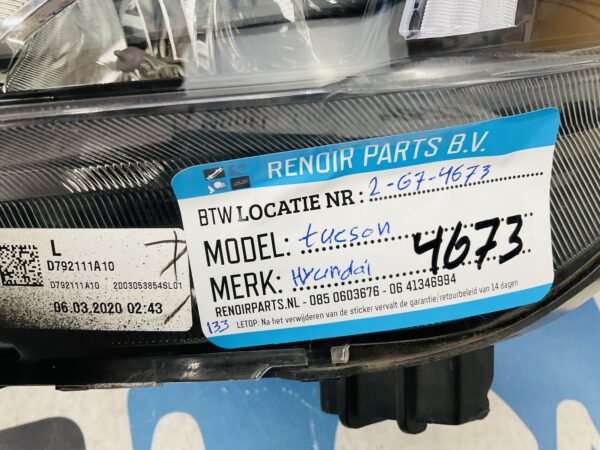 RENOIR PARTS B.V.
BTW LOCATIE NR : 2-G7-4673
MODEL: tucson
MERK: Hyundai
4673
RENOIRPARTS.NL - 085 0603676 - 06 41346994
LETOP: Na het verwijderen van de sticker vervalt de garantie/retourbeleid van 14 dagen
133
L
D792111A10
D792111A10 2003053854SL01
06.03.2020 02:43